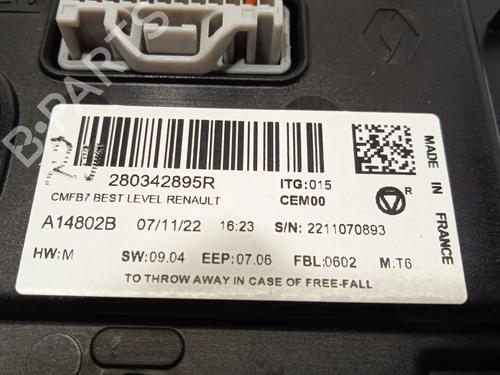 B-PARTS
280342895R
ITG:015
CMFB7 BEST LEVEL RENAULT
CEM00
R
A14802B 07/11/22 16:23 S/N: 2211070893
HW:M SW:09.04 EEP:07.06 FBL:0602 M:T6
TO THROW AWAY IN CASE OF FREE-FALL
MADE IN FRANCE